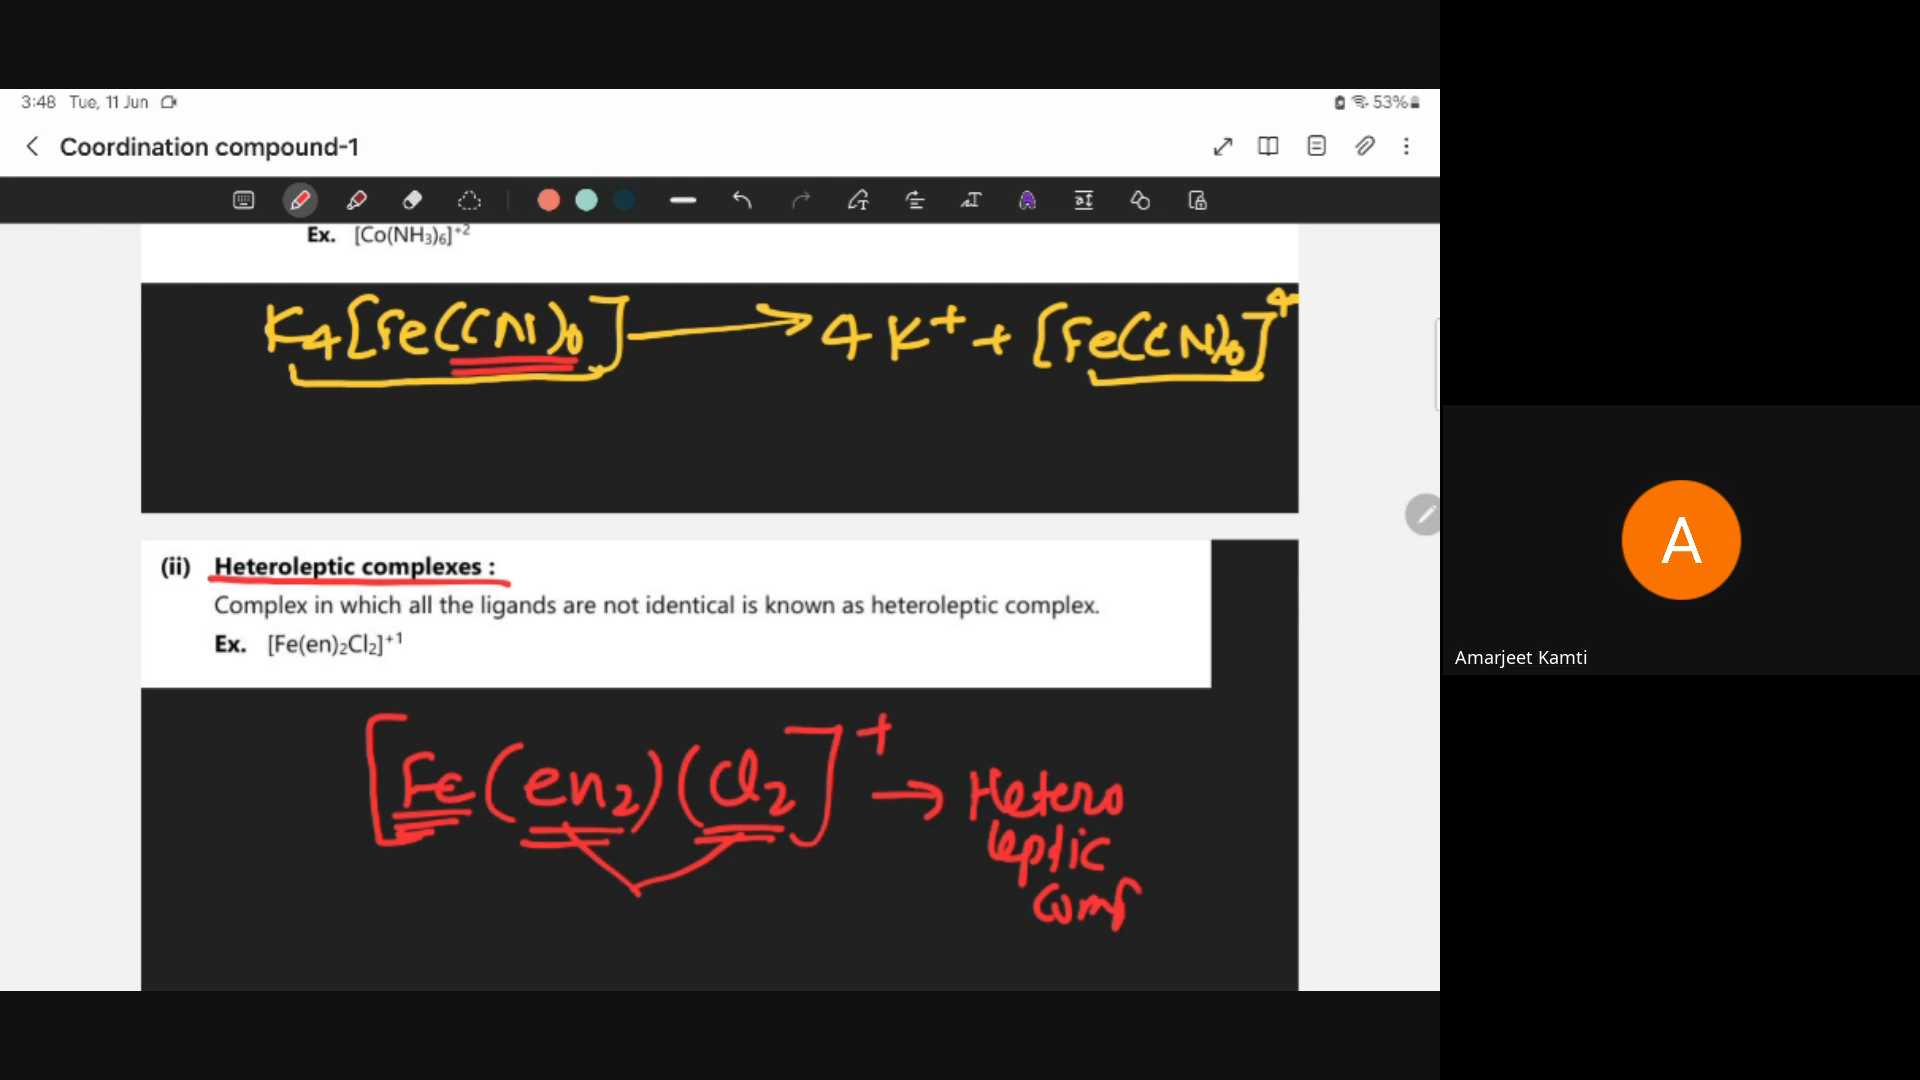 3:48 Tue, 11 Jun 53%
Coordination compound-1
Ex. [Co(NH₃)₆]⁺²
K₄[Fe(CN)₆] → 4K⁺ + [Fe(CN)₆]⁴⁻
(ii) Heteroleptic complexes :
Complex in which all the ligands are not identical is known as heteroleptic complex.
Ex. [Fe(en)₂Cl₂]⁺¹
[Fe(en₂)(Cl₂]⁺ → Hetero
leptic
comp
A
Amarjeet Kamti